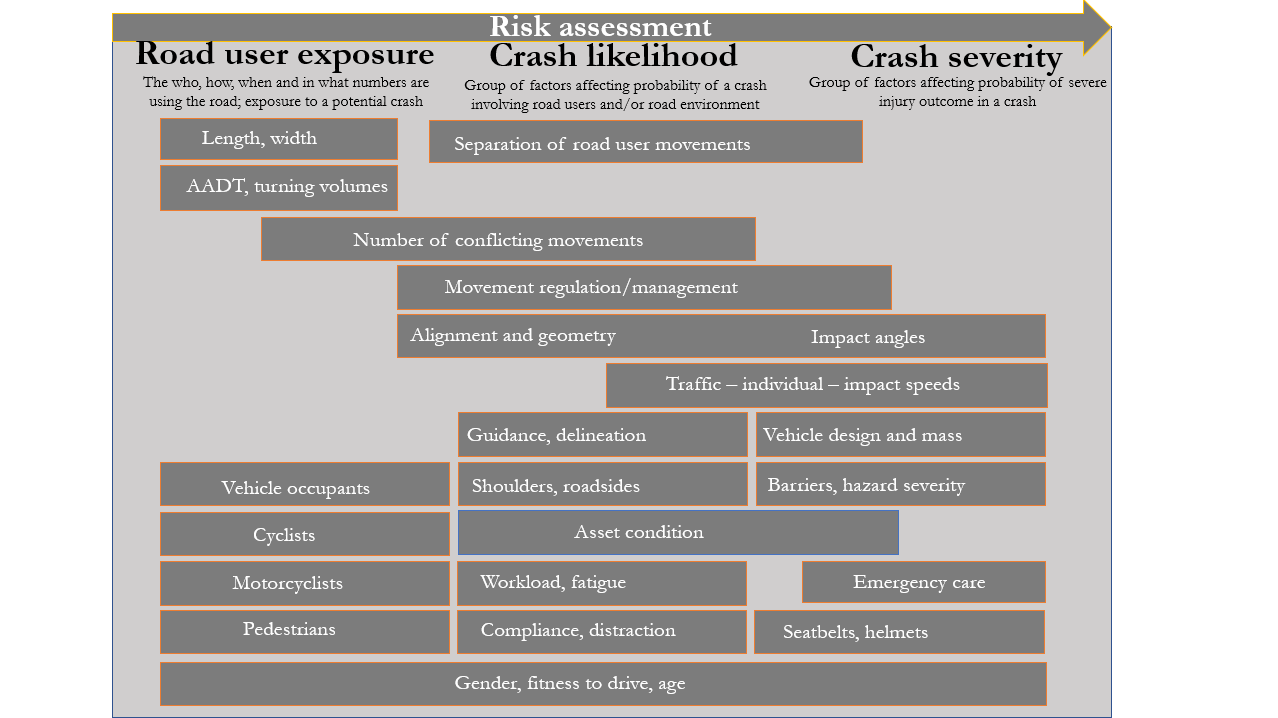 Risk assessment
Road user exposure
The who, how, when and in what numbers are
using the road; exposure to a potential crash
Crash likelihood
Group of factors affecting probability of a crash
involving road users and/or road environment
Crash severity
Group of factors affecting probability of severe
injury outcome in a crash
Length, width
Separation of road user movements
AADT, turning volumes
Number of conflicting movements
Movement regulation/management
Alignment and geometry
Impact angles
Traffic – individual – impact speeds
Guidance, delineation
Vehicle design and mass
Vehicle occupants
Shoulders, roadsides
Barriers, hazard severity
Cyclists
Asset condition
Motorcyclists
Workload, fatigue
Emergency care
Pedestrians
Compliance, distraction
Seatbelts, helmets
Gender, fitness to drive, age